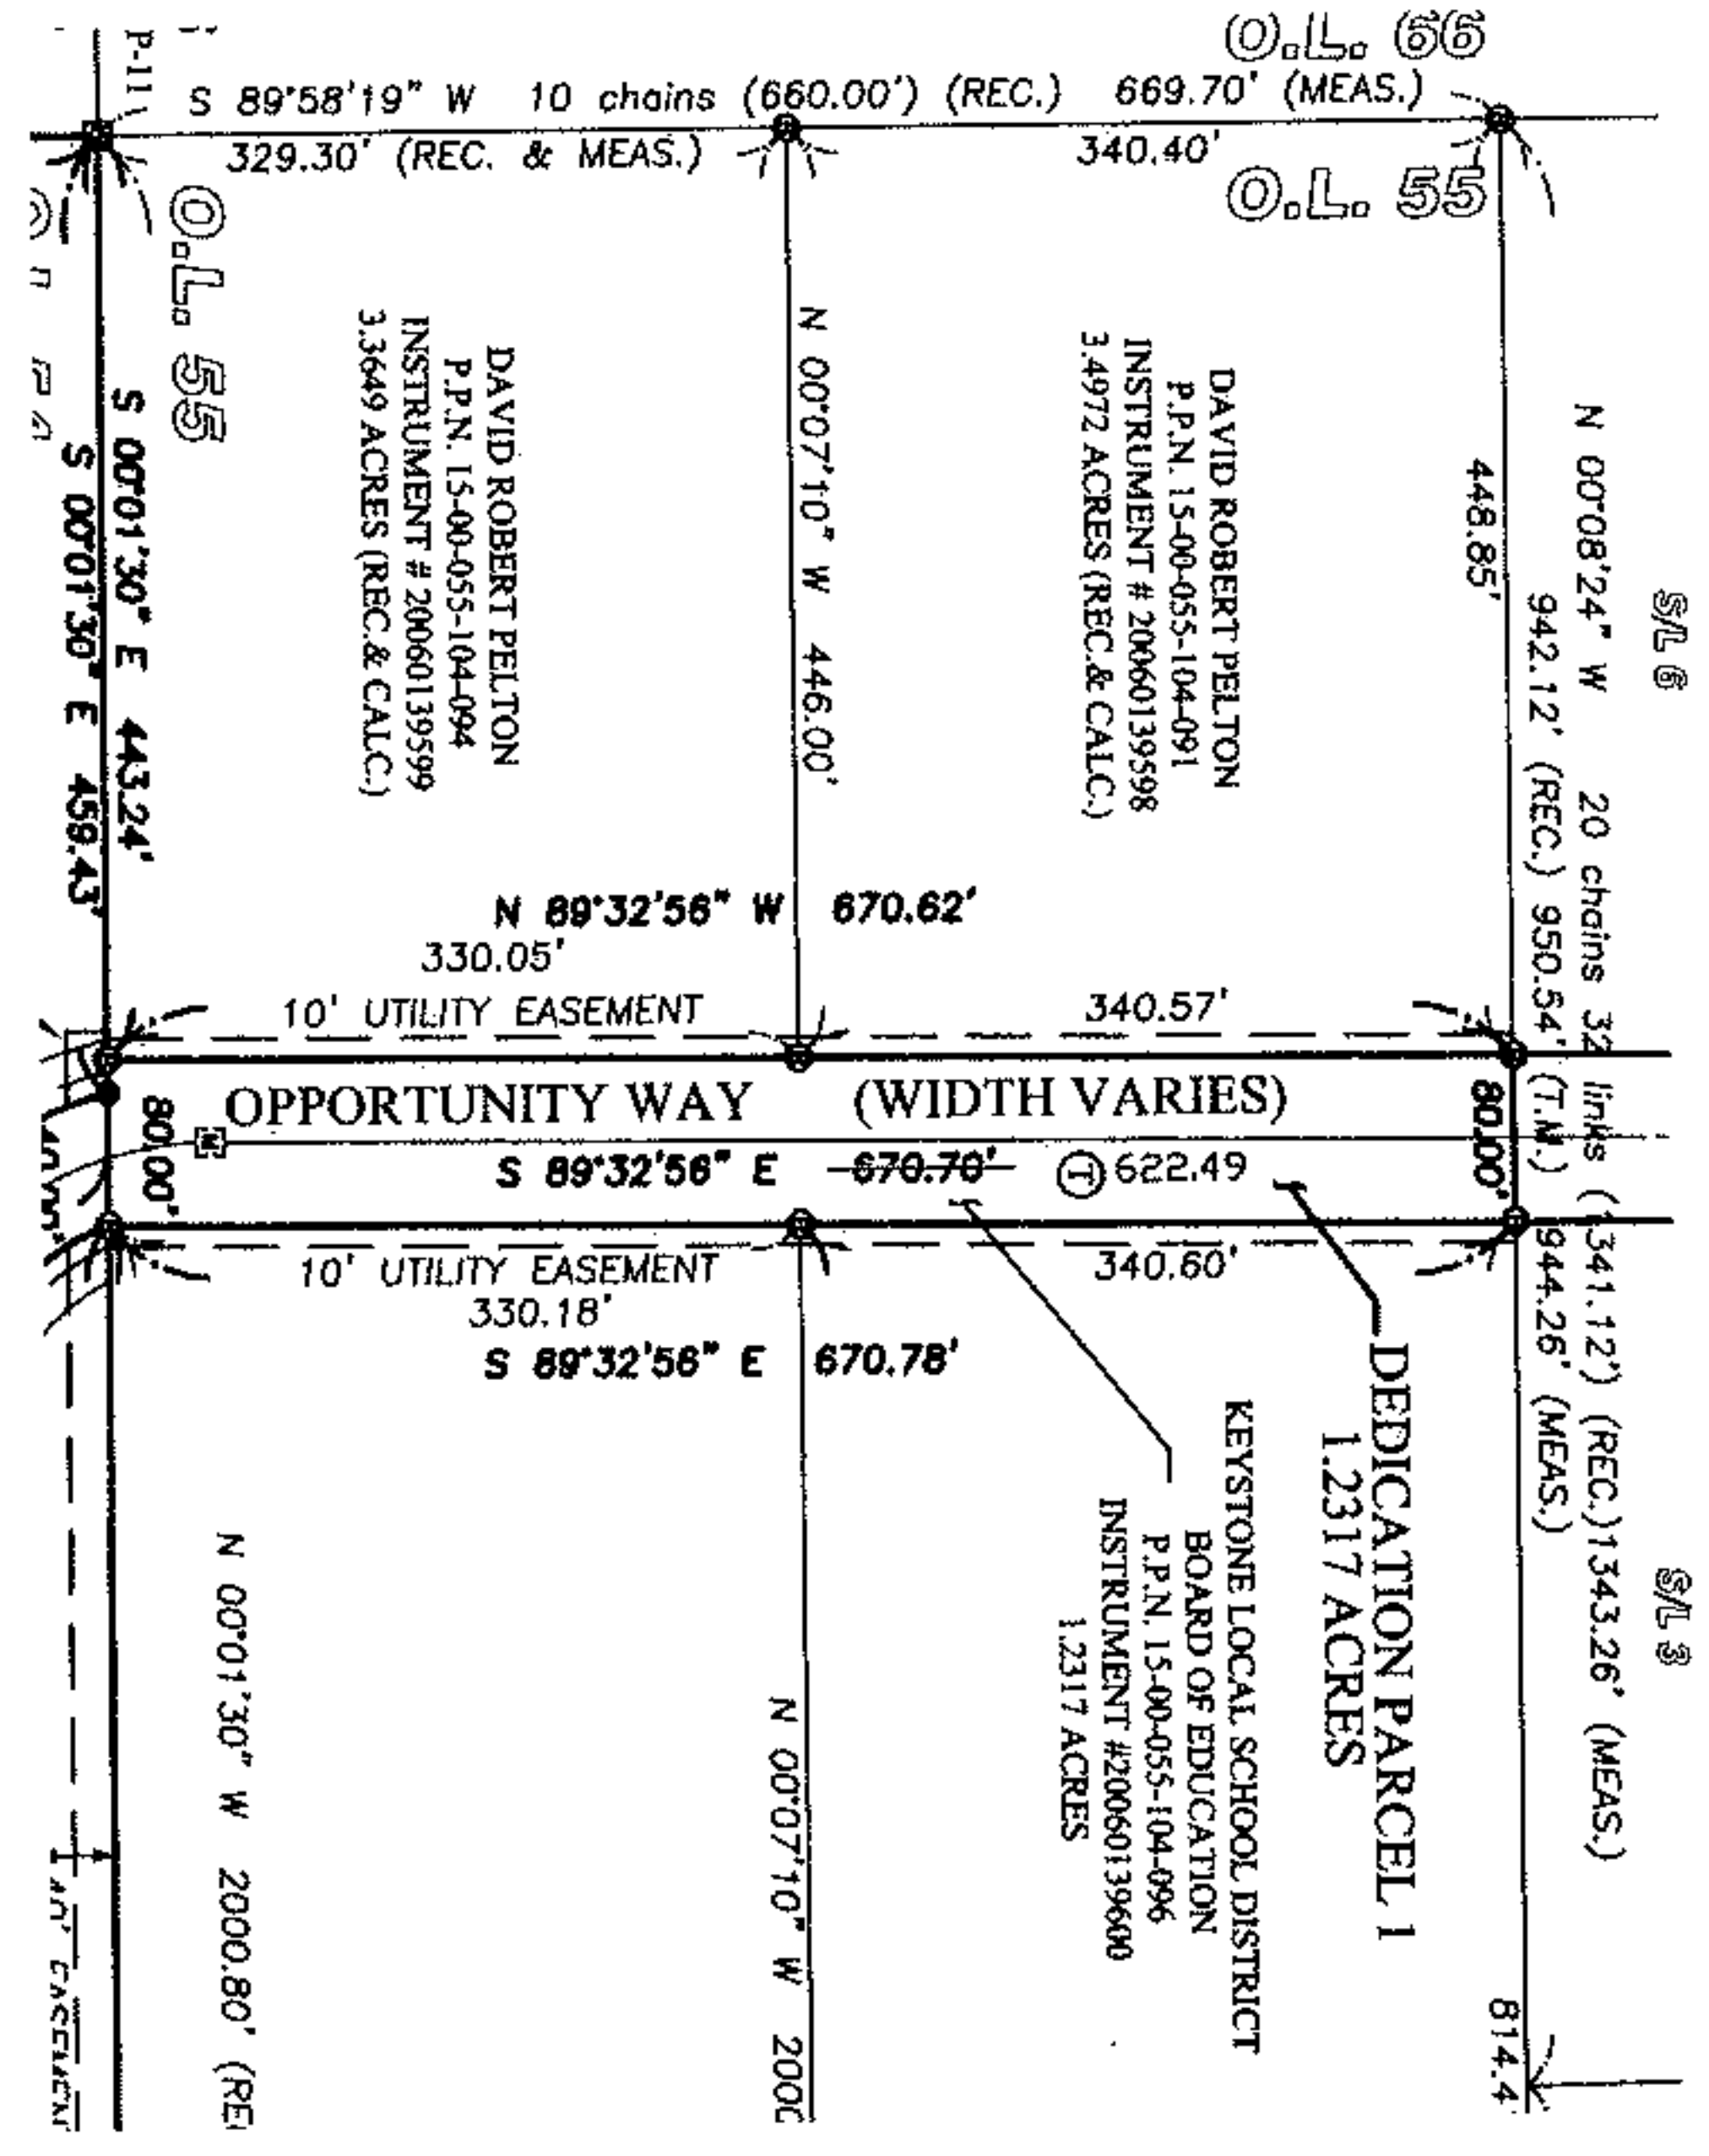 O.L. 66
P-11
S 89°58'19" W 10 chains (660.00') (REC.) 669.70' (MEAS.)
329.30' (REC. & MEAS.)
340.40'
O.L. 55
O.L. 55
S 00°01'30" E 443.24'
S 00°01'30" E 459.43'
DAVID ROBERT PELTON
P.P.N. 15-00-055-104-094
INSTRUMENT # 20060139599
3.3649 ACRES (REC.& CALC.)
N 00°07'10" W 446.00'
DAVID ROBERT PELTON
P.P.N. 15-00-055-104-091
INSTRUMENT # 20060139598
3.4972 ACRES (REC.& CALC.)
448.85'
N 00°08'24" W 20 chains 32 links (1341.12') (REC.)1343.26' (MEAS.)
942.12' (REC.) 950.54' (T.M.) 944.26' (MEAS.)
S/L 6
N 89°32'56" W 670.62'
330.05'
10' UTILITY EASEMENT
340.57'
OPPORTUNITY WAY (WIDTH VARIES)
80.00'
80.00'
M
S 89°32'56" E 670.70' T 622.49
10' UTILITY EASEMENT
340.60'
330.18'
S 89°32'56" E 670.78'
DEDICATION PARCEL 1
1.2317 ACRES
KEYSTONE LOCAL SCHOOL DISTRICT
BOARD OF EDUCATION
P.P.N. 15-00-055-104-096
INSTRUMENT #20060139600
1.2317 ACRES
S/L 3
N 00°01'30" W 2000.80' (RE
N 00°07'10" W 200
814.4
EASEMENT